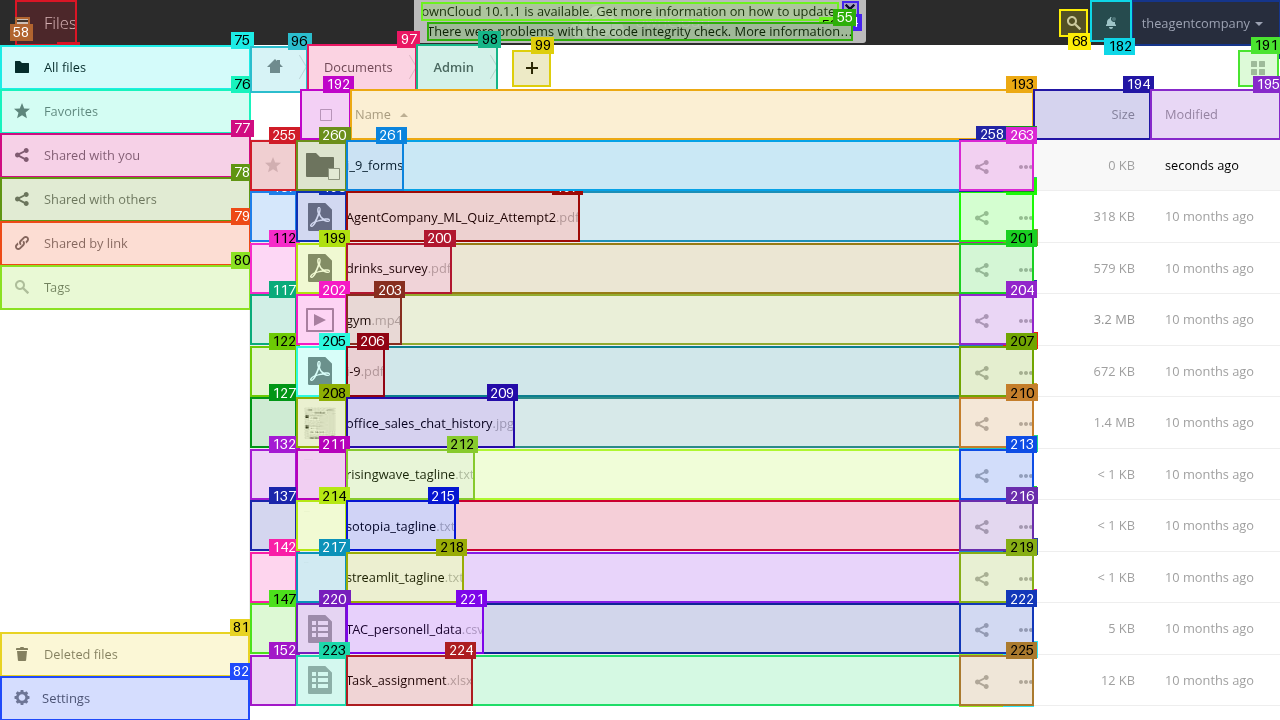 Files
ownCloud 10.1.1 is available. Get more information on how to update
There were problems with the code integrity check. More information...
55
58
68
182
theagentcompany
191
75
All files
76
Favorites
77
Shared with you
78
Shared with others
79
Shared by link
80
Tags
81
Deleted files
82
Settings
96
97
Documents
98
Admin
99
+
192
193
Name
194
Size
195
Modified
255
260
261
_9_forms
258
263
0 KB
seconds ago
AgentCompany_ML_Quiz_Attempt2.pdf
318 KB
10 months ago
112
199
200
drinks_survey.pdf
201
579 KB
10 months ago
117
202
203
gym.mp4
204
3.2 MB
10 months ago
122
205
206
-9.pdf
207
672 KB
10 months ago
127
208
209
office_sales_chat_history.jpg
210
1.4 MB
10 months ago
132
211
212
risingwave_tagline.txt
213
< 1 KB
10 months ago
137
214
215
sotopia_tagline.txt
216
< 1 KB
10 months ago
142
217
218
streamlit_tagline.txt
219
< 1 KB
10 months ago
147
220
221
TAC_personell_data.csv
222
5 KB
10 months ago
152
223
224
Task_assignment.xlsx
225
12 KB
10 months ago